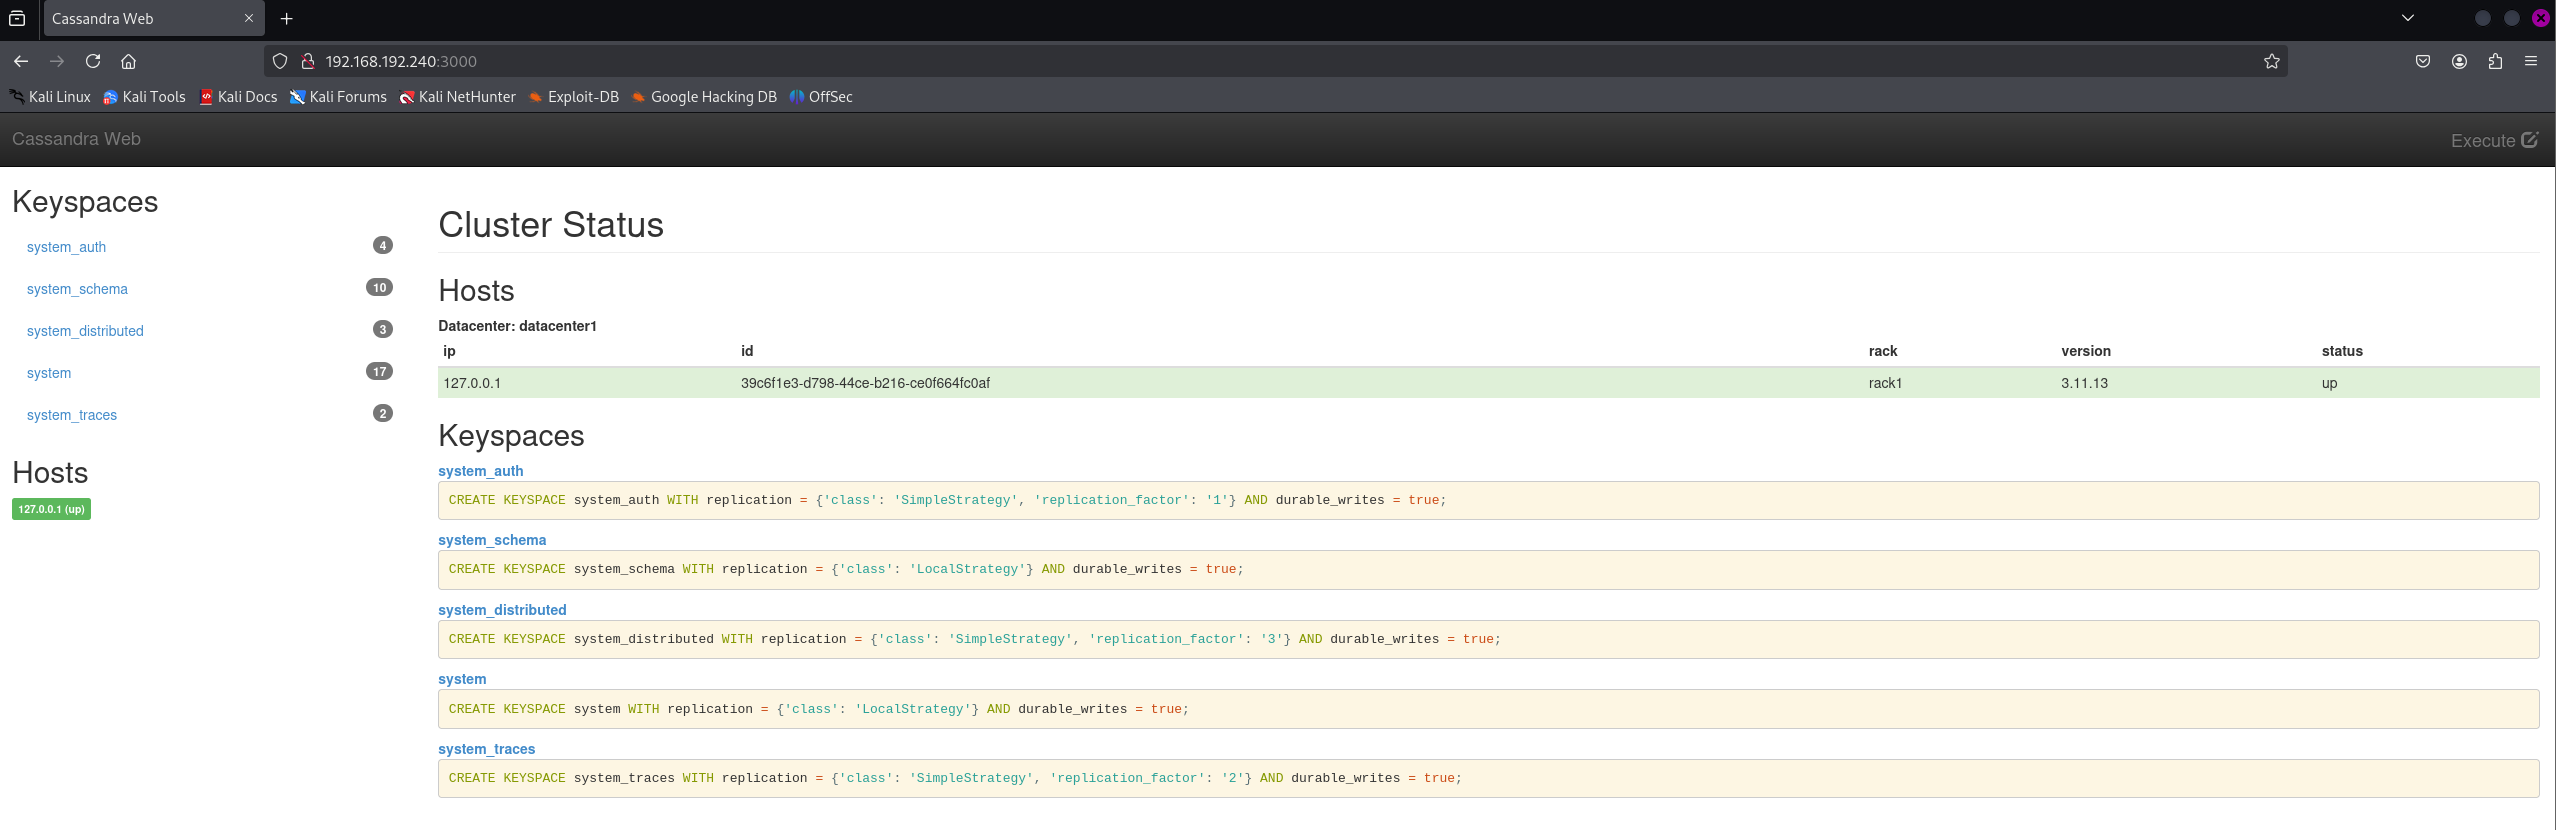 Cassandra Web
192.168.192.240:3000
Kali Linux Kali Tools Kali Docs Kali Forums Kali NetHunter Exploit-DB Google Hacking DB OffSec
Cassandra Web Execute
Keyspaces
system_auth 4
system_schema 10
system_distributed 3
system 17
system_traces 2
Hosts
127.0.0.1 (up)
Cluster Status
Hosts
Datacenter: datacenter1
ip id rack version status
127.0.0.1 39c6f1e3-d798-44ce-b216-ce0f664fc0af rack1 3.11.13 up
Keyspaces
system_auth
CREATE KEYSPACE system_auth WITH replication = {'class': 'SimpleStrategy', 'replication_factor': '1'} AND durable_writes = true;
system_schema
CREATE KEYSPACE system_schema WITH replication = {'class': 'LocalStrategy'} AND durable_writes = true;
system_distributed
CREATE KEYSPACE system_distributed WITH replication = {'class': 'SimpleStrategy', 'replication_factor': '3'} AND durable_writes = true;
system
CREATE KEYSPACE system WITH replication = {'class': 'LocalStrategy'} AND durable_writes = true;
system_traces
CREATE KEYSPACE system_traces WITH replication = {'class': 'SimpleStrategy', 'replication_factor': '2'} AND durable_writes = true;